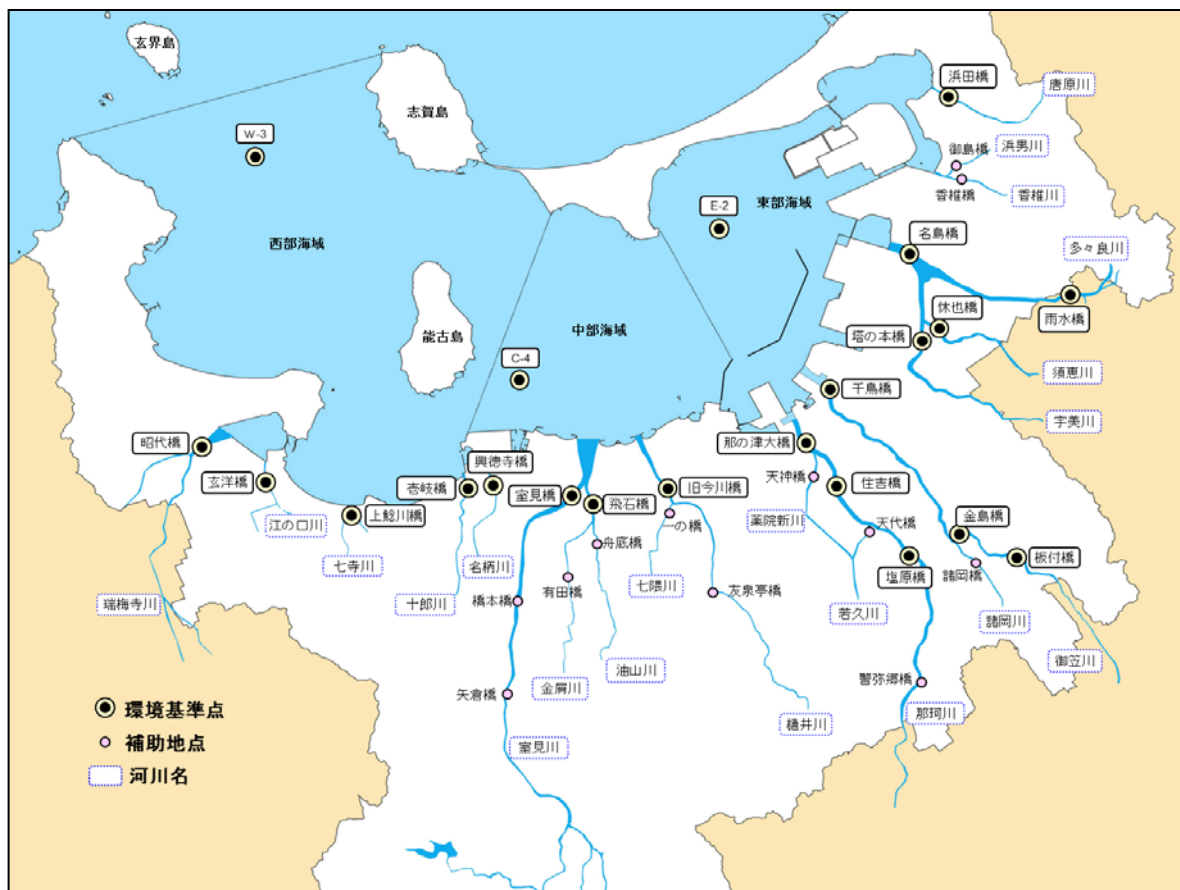 玄界島
志賀島
浜田橋
唐原川
W-3
御島橋
浜男川
香椎橋
香椎川
E-2
東部海域
西部海域
名島橋
多々良川
休也橋
雨水橋
中部海域
能古島
塔の本橋
C-4
須恵川
千鳥橋
宇美川
昭代橋
那の津大橋
興徳寺橋
天神橋
玄洋橋
壱岐橋
室見橋
飛石橋
旧今川橋
住吉橋
上鯰川橋
一の橋
薬院新川
天代橋
金島橋
江の口川
舟底橋
板付橋
七寺川
名柄川
塩原橋
諸岡橋
有田橋
七隈川
友泉亭橋
瑞梅寺川
十郎川
橋本橋
若久川
諸岡川
油山川
御笠川
金屑川
警弥郷橋
矢倉橋
那珂川
樋井川
室見川
環境基準点
補助地点
河川名